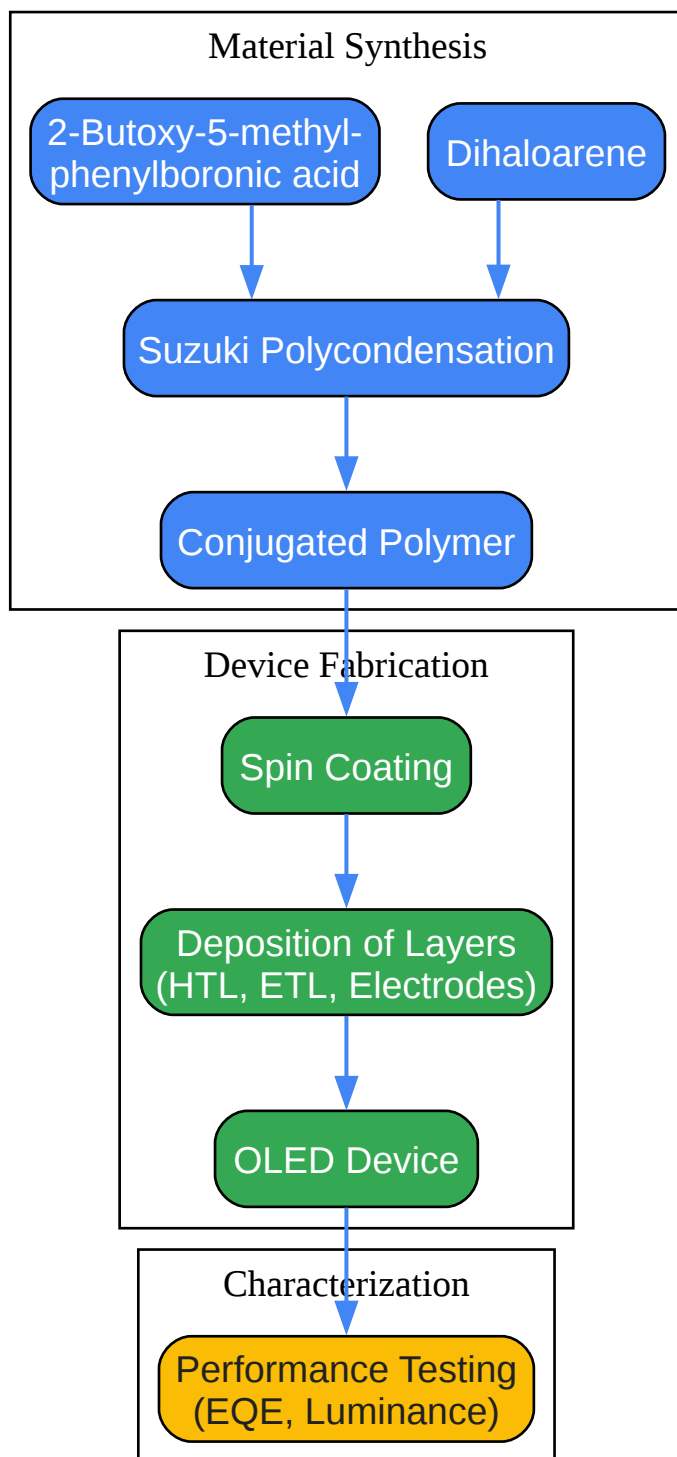 Material Synthesis
2-Butoxy-5-methyl-
phenylboronic acid
Dihaloarene
Suzuki Polycondensation
Conjugated Polymer
Device Fabrication
Spin Coating
Deposition of Layers
(HTL, ETL, Electrodes)
OLED Device
Characterization
Performance Testing
(EQE, Luminance)